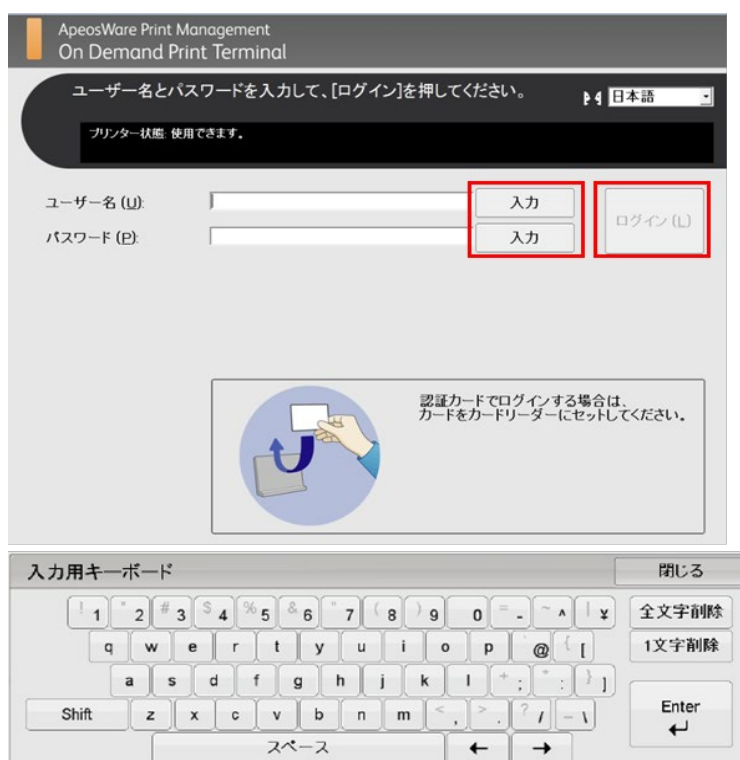 ApeosWare Print Management
On Demand Print Terminal
ユーザー名とパスワードを入力して、[ログイン]を押してください。
日本語
プリンター状態: 使用できます。
ユーザー名 (U):
入力
ログイン (L)
パスワード (P):
入力
認証カードでログインする場合は、
カードをカードリーダーにセットしてください。
入力用キーボード
閉じる
! 1 " 2 # 3 $ 4 % 5 & 6 7 ( 8 ) 9 0 = - ~ ^ | ¥
全文字削除
q w e r t y u i o p ` @ { [
1文字削除
a s d f g h j k l + ; * : } ]
Shift z x c v b n m < , > . ? / _ \
Enter
↵
スペース ← →